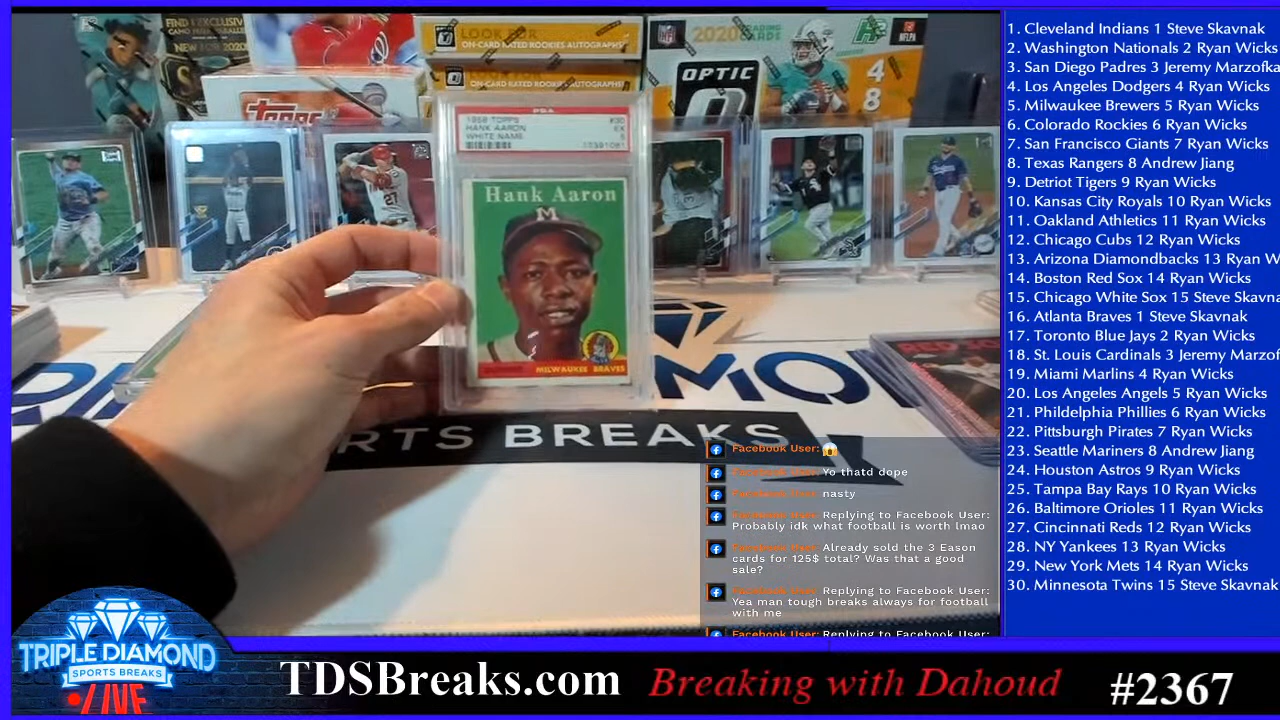 FIND EXCLUSIV
LOOK FOR
ON-CARD RATED ROOKIES AUTOGRAPHS
ON-CARD RATED ROOKIES AUTOGRAPHS
2020
TRADING CARDS
NFL
NFLPA
OPTIC
4
8
TOPPS
PSA
1958 TOPPS #30
HANK AARON EX
WHITE NAME 5
Hank Aaron
M
MILWAUKEE BRAVES
27
RED SO
RTS BREAKS
Facebook User: 😱
Facebook User: Yo thatd dope
Facebook User: nasty
Facebook User: Replying to Facebook User:
Probably idk what football is worth lmao
Facebook User: Already sold the 3 Eason
cards for 125$ total? Was that a good
sale?
Facebook User: Replying to Facebook User:
Yea man tough breaks always for football
with me
Facebook User: Replying to Facebook User:
1. Cleveland Indians 1 Steve Skavnak
2. Washington Nationals 2 Ryan Wicks
3. San Diego Padres 3 Jeremy Marzofka
4. Los Angeles Dodgers 4 Ryan Wicks
5. Milwaukee Brewers 5 Ryan Wicks
6. Colorado Rockies 6 Ryan Wicks
7. San Francisco Giants 7 Ryan Wicks
8. Texas Rangers 8 Andrew Jiang
9. Detriot Tigers 9 Ryan Wicks
10. Kansas City Royals 10 Ryan Wicks
11. Oakland Athletics 11 Ryan Wicks
12. Chicago Cubs 12 Ryan Wicks
13. Arizona Diamondbacks 13 Ryan W
14. Boston Red Sox 14 Ryan Wicks
15. Chicago White Sox 15 Steve Skavna
16. Atlanta Braves 1 Steve Skavnak
17. Toronto Blue Jays 2 Ryan Wicks
18. St. Louis Cardinals 3 Jeremy Marzof
19. Miami Marlins 4 Ryan Wicks
20. Los Angeles Angels 5 Ryan Wicks
21. Phildelphia Phillies 6 Ryan Wicks
22. Pittsburgh Pirates 7 Ryan Wicks
23. Seattle Mariners 8 Andrew Jiang
24. Houston Astros 9 Ryan Wicks
25. Tampa Bay Rays 10 Ryan Wicks
26. Baltimore Orioles 11 Ryan Wicks
27. Cincinnati Reds 12 Ryan Wicks
28. NY Yankees 13 Ryan Wicks
29. New York Mets 14 Ryan Wicks
30. Minnesota Twins 15 Steve Skavnak
TRIPLE DIAMOND
SPORTS BREAKS
LIVE
TDSBreaks.com
Breaking with Dahoud
#2367